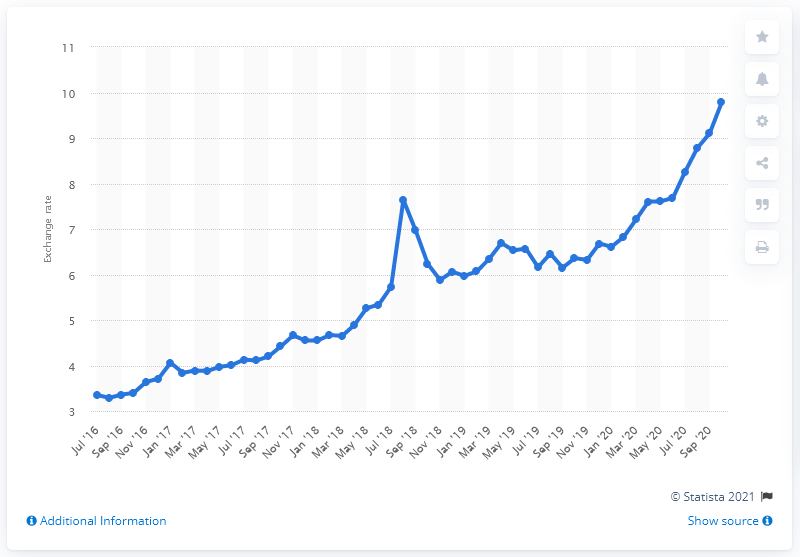 11
10
9
8
7
6
5
4
3
Exchange rate
Jul '16
Sep '16
Nov '16
Jan '17
Mar '17
May '17
Jul '17
Sep '17
Nov '17
Jan '18
Mar '18
May '18
Jul '18
Sep '18
Nov '18
Jan '19
Mar '19
May '19
Jul '19
Sep '19
Nov '19
Jan '20
Mar '20
May '20
Jul '20
Sep '20
© Statista 2021
Additional Information
Show source